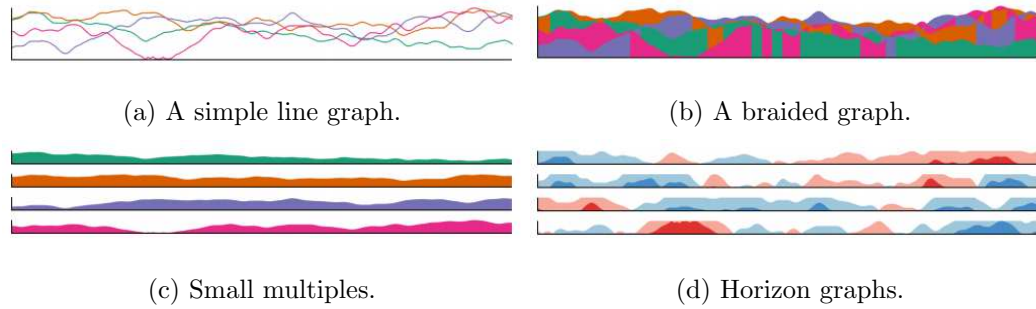 (a) A simple line graph.
(b) A braided graph.
(c) Small multiples.
(d) Horizon graphs.